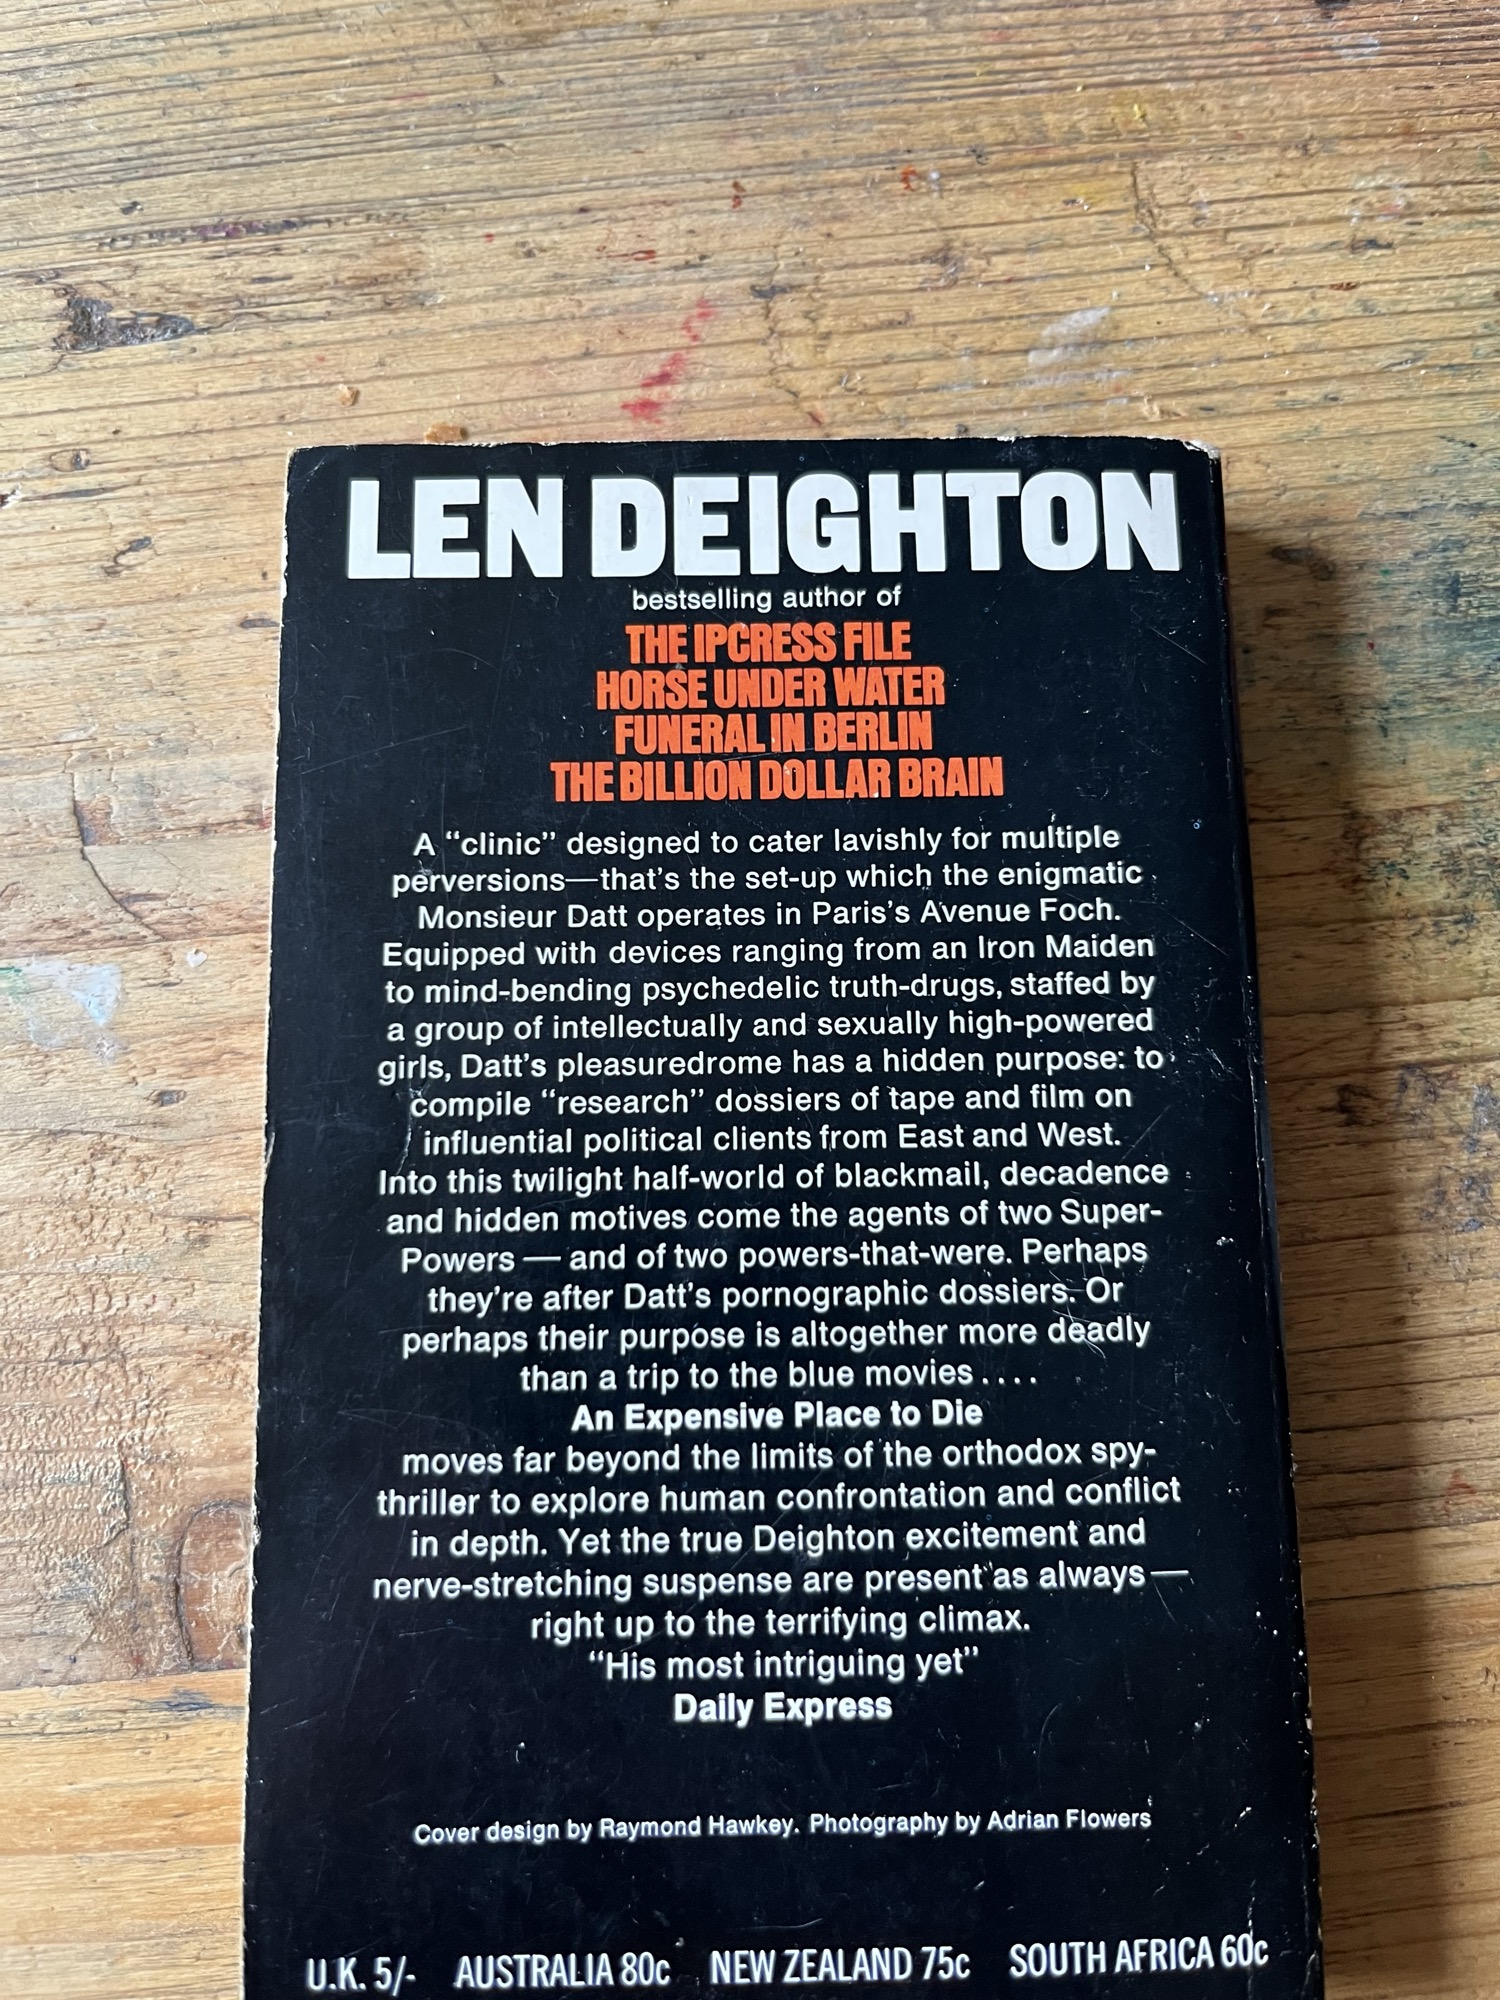 LEN DEIGHTON
bestselling author of
THE IPCRESS FILE
HORSE UNDER WATER
FUNERAL IN BERLIN
THE BILLION DOLLAR BRAIN
A “clinic” designed to cater lavishly for multiple
perversions—that’s the set-up which the enigmatic
Monsieur Datt operates in Paris’s Avenue Foch.
Equipped with devices ranging from an Iron Maiden
to mind-bending psychedelic truth-drugs, staffed by
a group of intellectually and sexually high-powered
girls, Datt’s pleasuredrome has a hidden purpose: to
compile “research” dossiers of tape and film on
influential political clients from East and West.
Into this twilight half-world of blackmail, decadence
and hidden motives come the agents of two Super-
Powers — and of two powers-that-were. Perhaps
they’re after Datt’s pornographic dossiers. Or
perhaps their purpose is altogether more deadly
than a trip to the blue movies . . . .
An Expensive Place to Die
moves far beyond the limits of the orthodox spy-
thriller to explore human confrontation and conflict
in depth. Yet the true Deighton excitement and
nerve-stretching suspense are present as always —
right up to the terrifying climax.
“His most intriguing yet”
Daily Express
Cover design by Raymond Hawkey. Photography by Adrian Flowers
U.K. 5/- AUSTRALIA 80c NEW ZEALAND 75c SOUTH AFRICA 60c